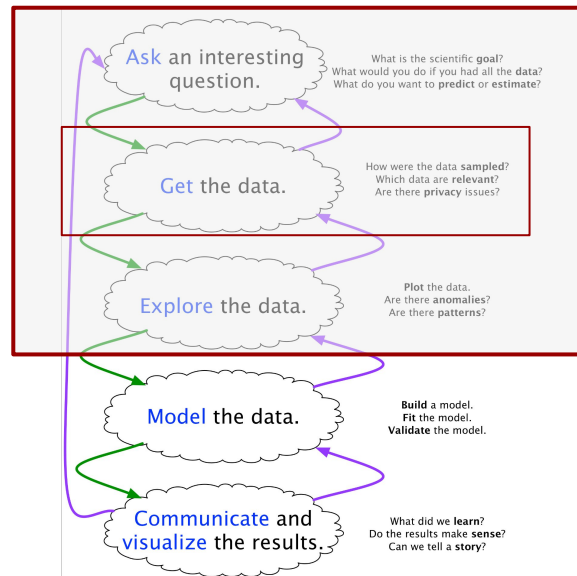 Ask an interesting
question.
What is the scientific goal?
What would you do if you had all the data?
What do you want to predict or estimate?
Get the data.
How were the data sampled?
Which data are relevant?
Are there privacy issues?
Explore the data.
Plot the data.
Are there anomalies?
Are there patterns?
Model the data.
Build a model.
Fit the model.
Validate the model.
Communicate and
visualize the results.
What did we learn?
Do the results make sense?
Can we tell a story?